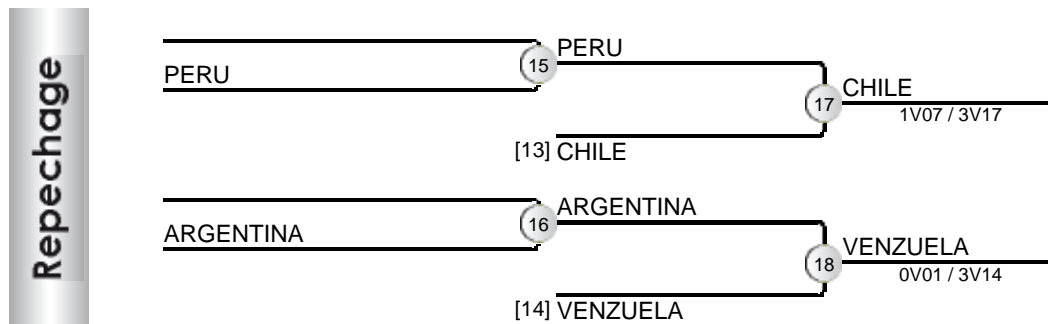 Repechage
PERU
15
PERU
17
CHILE
1V07 / 3V17
[13] CHILE
ARGENTINA
16
ARGENTINA
18
VENZUELA
0V01 / 3V14
[14] VENZUELA